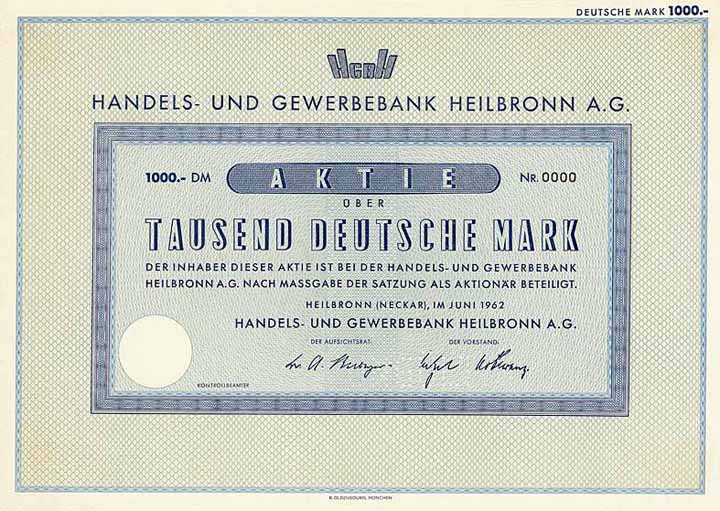 DEUTSCHE MARK 1000.-
HGBH
HANDELS- UND GEWERBEBANK HEILBRONN A.G.
1000.- DM AKTIE NR. 0000
ÜBER
TAUSEND DEUTSCHE MARK
DER INHABER DIESER AKTIE IST BEI DER HANDELS- UND GEWERBEBANK
HEILBRONN A.G. NACH MASSGABE DER SATZUNG ALS AKTIONÄR BETEILIGT.
HEILBRONN (NECKAR), IM JUNI 1962
HANDELS- UND GEWERBEBANK HEILBRONN A.G.
DER AUFSICHTSRAT: DER VORSTAND:
KONTROLLBEAMTER
R. OLDENBOURG, MÜNCHEN